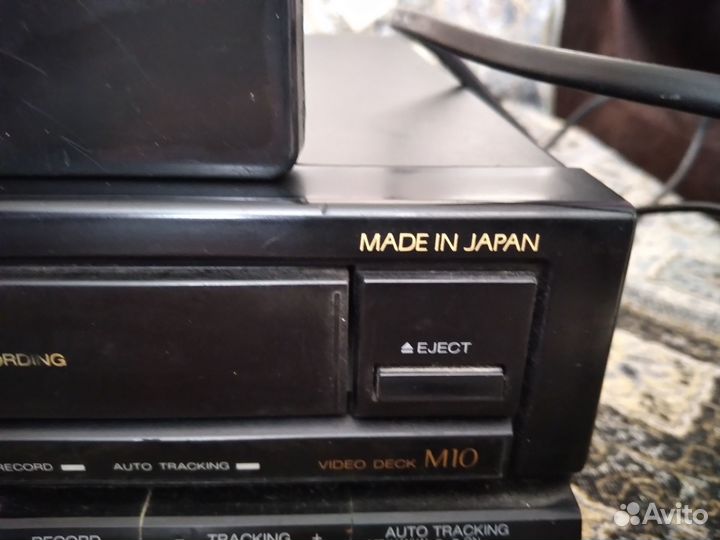 MADE IN JAPAN
ORDING
EJECT
RECORD AUTO TRACKING VIDEO DECK M10
RECORD – TRACKING + AUTO TRACKING
Avito